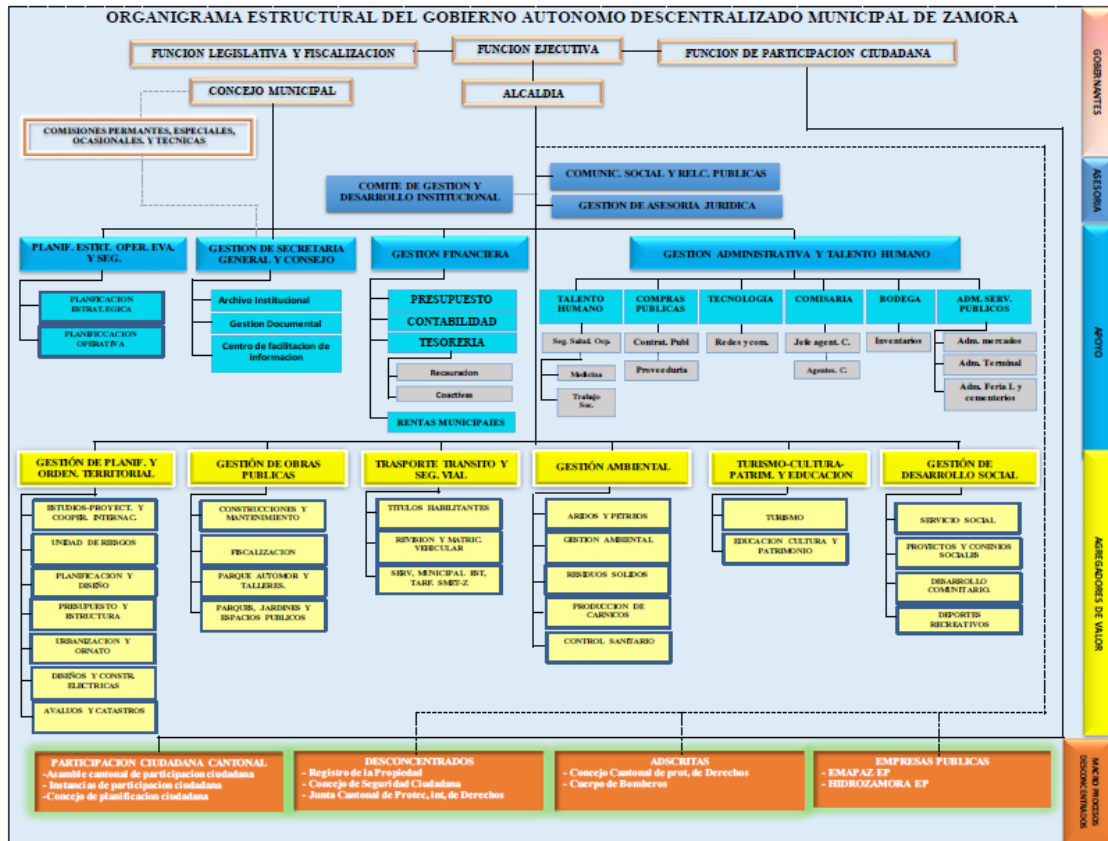 ORGANIGRAMA ESTRUCTURAL DEL GOBIERNO AUTONOMO DESCENTRALIZADO MUNICIPAL DE ZAMORA
FUNCION LEGISLATIVA Y FISCALIZACION
FUNCION EJECUTIVA
FUNCION DE PARTICIPACION CIUDADANA
GOBERNANTES
CONCEJO MUNICIPAL
ALCALDIA
COMISIONES PERMANTES, ESPECIALES,
OCASIONALES. Y TECNICAS
COMUNIC. SOCIAL Y RELC. PUBLICAS
COMITE DE GESTION Y
DESARROLLO INSTITUCIONAL
GESTION DE ASESORIA JURIDICA
ASESORIA
PLANIF. ESTRT. OPER. EVA.
Y SEG.
GESTION DE SECRETARIA
GENERAL Y CONSEJO
GESTION FINANCIERA
GESTION ADMINISTRATIVA Y TALENTO HUMANO
APOYO
PLANFICACION
ESTRAT.EGICA
PLANIFICCACION
OPERATIVA
Archivo Institucional
Gestion Documental
Centro de facilitacion de
informacion
PRESUPUESTO
CONTABILIDAD
TESORERIA
Recauracion
Coactivas
RENTAS MUNICIPAIES
TALENTO
HUMANO
Seg. Salud. Ocp.
Medicina
Trabajo
Soc.
COMPRAS
PUBLICAS
Contrat. Publ
Proveeduria
TECNOLOGIA
Redes y com.
COMISARIA
Jefe agent. C.
Agentes. C.
BODEGA
Inventarios
ADM. SERV.
PUBLICOS
Adm. mercados
Adm. Terminal
Adm. Feria L y
cementerios
GESTIÓN DE PLANIF. Y
ORDEN. TERRITORIAL
ESTUDIOS-PROYECT. Y
COOPER. INTERNAC.
UNIDAD DE RIESGOS
PLANIFICACION Y
DISEÑO
PRESUPUESTO Y
ESTRUCTURA
URBANIZACION Y
ORNATO
DISEÑOS Y CONSTR.
ELECTRICAS
AVALUOS Y CATASTROS
GESTIÓN DE OBRAS
PUBLICAS
CONSTRUCCIONES Y
MANTENIMIENTO
FISCALIZACION
PARQUE AUTOMOR Y
TALLERES.
PARQUES, JARDINES Y
ESPACIOS PUBLICOS
TRASPORTE TRANSITO Y
SEG. VIAL
TITULOS HABILITANTES
REVISION Y MATRIC.
VEHICULAR
SERV, MUNICIPAL EST,
TARF. SMET-Z
GESTIÓN AMBIENTAL
ARIDOS Y PETREOS
GESTION AMBIENTAL
RESIDUOS SOLIDOS
PRODUCCION DE
CARNICOS
CONTROL SANITARIO
TURISMO-CULTURA-
PATRIM. Y EDUCACION
TURISMO
EDUCACION CULTURA Y
PATRIMONIO
GESTIÓN DE
DESARROLLO SOCIAL
SERVICIO SOCIAL
PROYECTOS Y CONENIOS
SOCIALES
DESARROLLO
COMUNITARIO.
DEPORTES
RECREATIVOS
AGREGADORES DE VALOR
PARTICIPACION CIUDADANA CANTONAL
-Asamble cantonal de participacion ciudadana
- Instancias de participacion ciudadana
-Concejo de planificacion ciudadana
DESCONCENTRADOS
- Registro de la Propiedad
- Concejo de Seguridad Ciudadana
- Junta Cantonal de Protec, int, de Derechos
ADSCRITAS
- Concejo Cantonal de prot, de Derechos
- Cuerpo de Bomberos
EMPRESAS PUBLICAS
- EMAPAZ EP
- HIDROZAMORA EP
MACRO PROCESOS
DESCONCENTRADOS